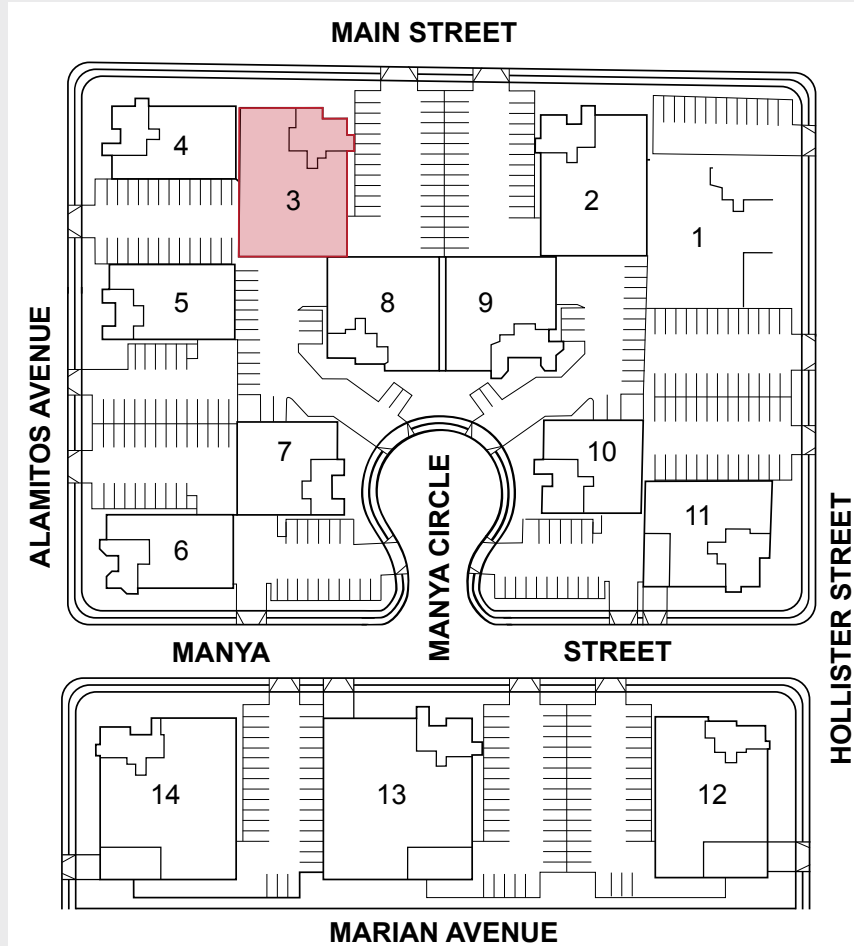 MAIN STREET
4
3
2
1
5
8
9
ALAMITOS AVENUE
7
10
MANYA CIRCLE
11
6
HOLLISTER STREET
MANYA STREET
14
13
12
MARIAN AVENUE